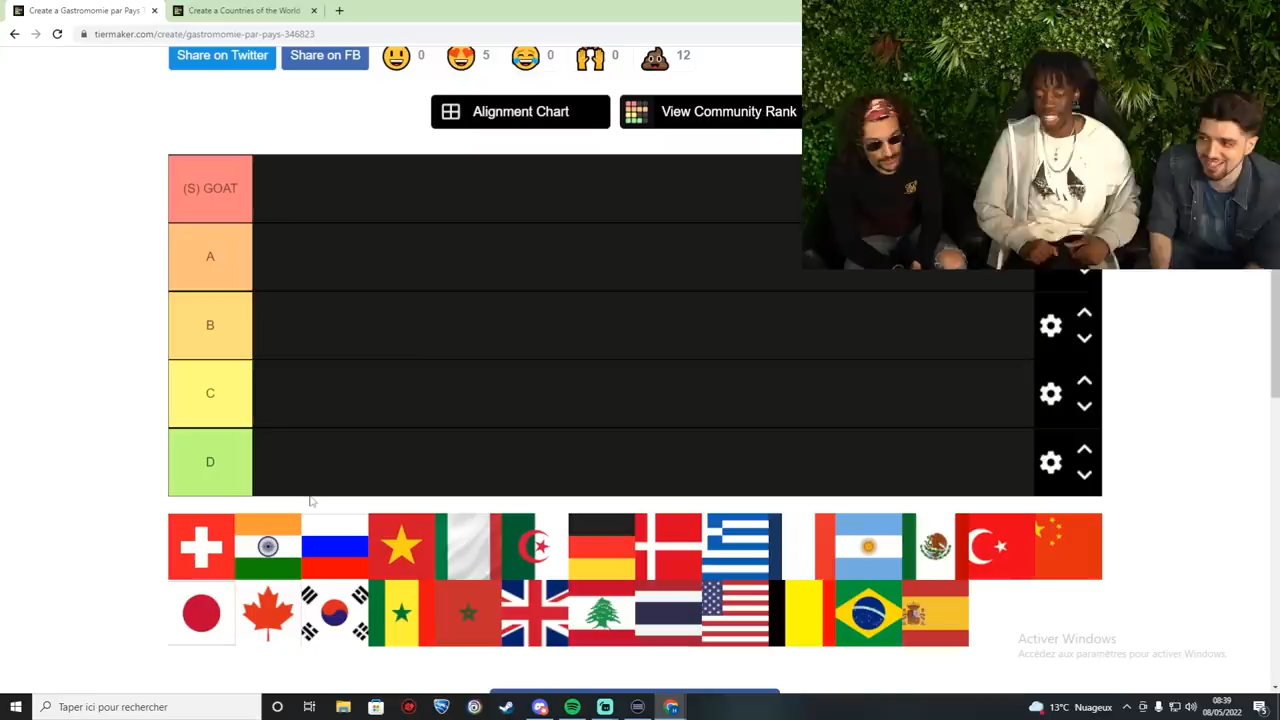 Create a Gastromomie par Pays T
Create a Countries of the World
tiermaker.com/create/gastromomie-par-pays-346823
Share on Twitter
Share on FB
0
5
0
0
12
Alignment Chart
View Community Rank
(S) GOAT
A
B
C
D
Activer Windows
Accédez aux paramètres pour activer Windows.
Taper ici pour rechercher
13°C Nuageux
08:39
08/05/2022